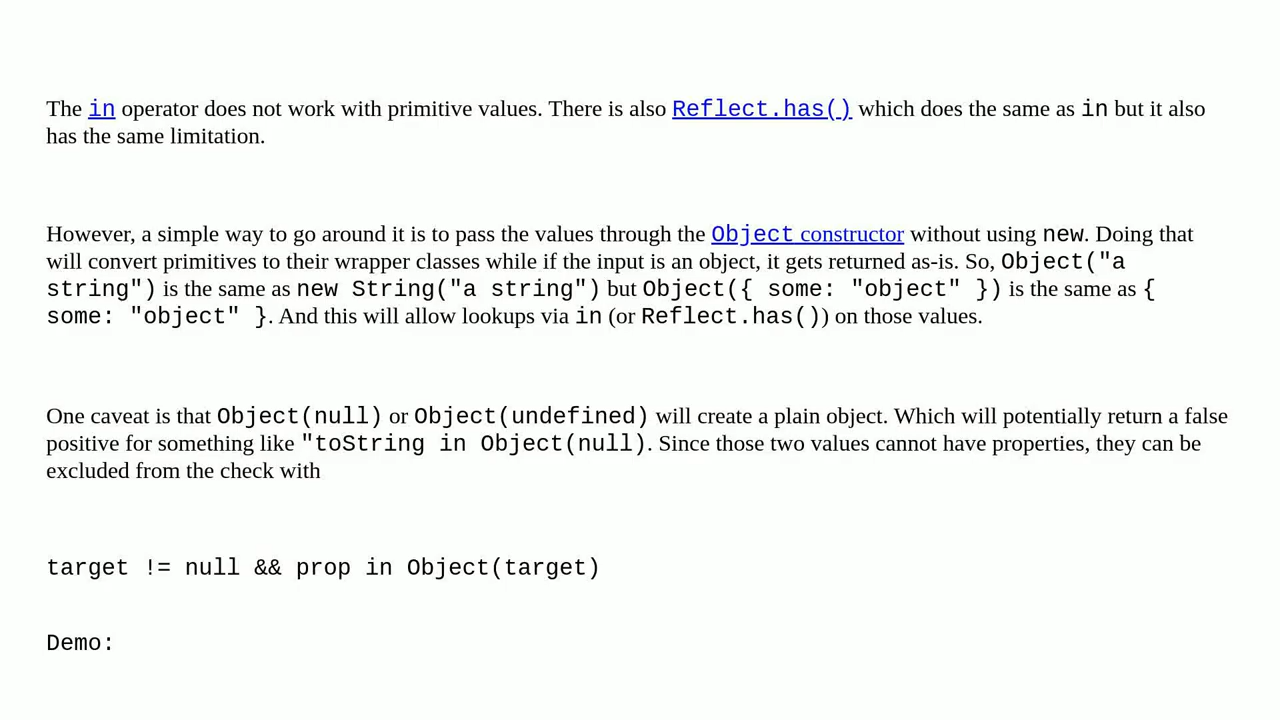 The in operator does not work with primitive values. There is also Reflect.has() which does the same as in but it also
has the same limitation.
However, a simple way to go around it is to pass the values through the Object constructor without using new. Doing that
will convert primitives to their wrapper classes while if the input is an object, it gets returned as-is. So, Object("a
string") is the same as new String("a string") but Object({ some: "object" }) is the same as {
some: "object" }. And this will allow lookups via in (or Reflect.has()) on those values.
One caveat is that Object(null) or Object(undefined) will create a plain object. Which will potentially return a false
positive for something like "toString in Object(null). Since those two values cannot have properties, they can be
excluded from the check with
target != null && prop in Object(target)
Demo: